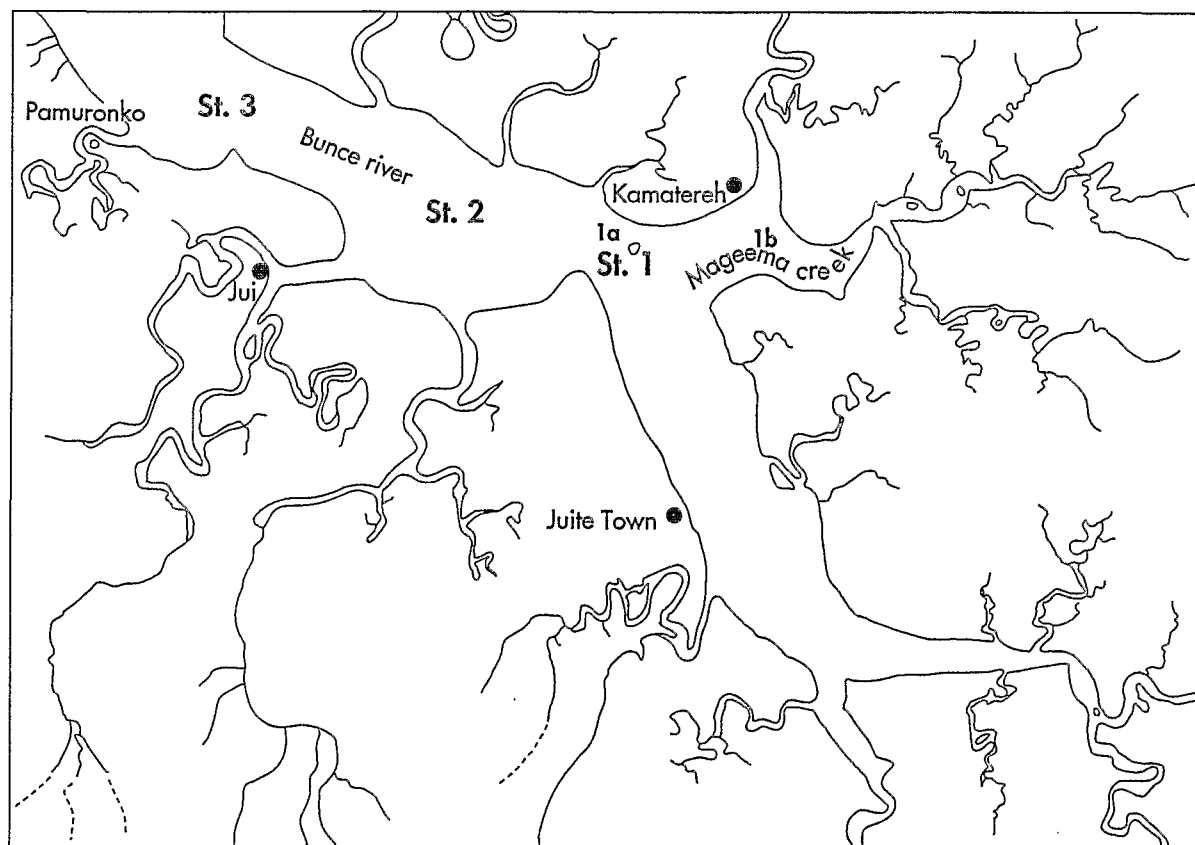 St. 3
Pamuronko
Bunce river
St. 2
Kamatereh
1a
1b
St. 1
Mageema creek
Jui
Juite Town